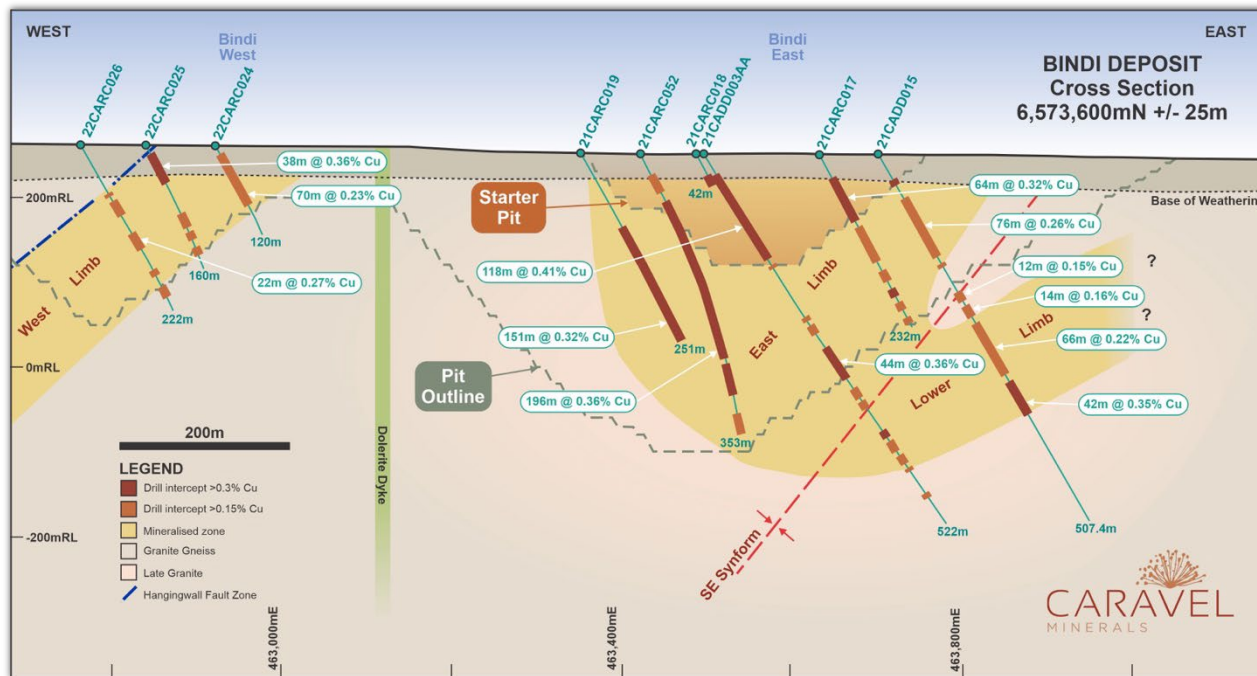 WEST
Bindi
West
Bindi
East
EAST
BINDI DEPOSIT
Cross Section
6,573,600mN +/- 25m
22CARC026
22CARC025
22CARC024
21CARC019
21CARC052
21CARC018
21CADD003AA
21CARC017
21CADD015
38m @ 0.36% Cu
70m @ 0.23% Cu
22m @ 0.27% Cu
120m
160m
222m
West
Limb
200mRL
0mRL
-200mRL
Starter
Pit
42m
118m @ 0.41% Cu
151m @ 0.32% Cu
251m
196m @ 0.36% Cu
353m
Pit
Outline
East
Limb
64m @ 0.32% Cu
76m @ 0.26% Cu
Base of Weathering
12m @ 0.15% Cu
?
14m @ 0.16% Cu
?
232m
Lower
Limb
66m @ 0.22% Cu
44m @ 0.36% Cu
42m @ 0.35% Cu
522m
507.4m
SE Synform
Dolerite Dyke
200m
LEGEND
Drill intercept >0.3% Cu
Drill intercept >0.15% Cu
Mineralised zone
Granite Gneiss
Late Granite
Hangingwall Fault Zone
463,000mE
463,400mE
463,800mE
CARAVEL
MINERALS